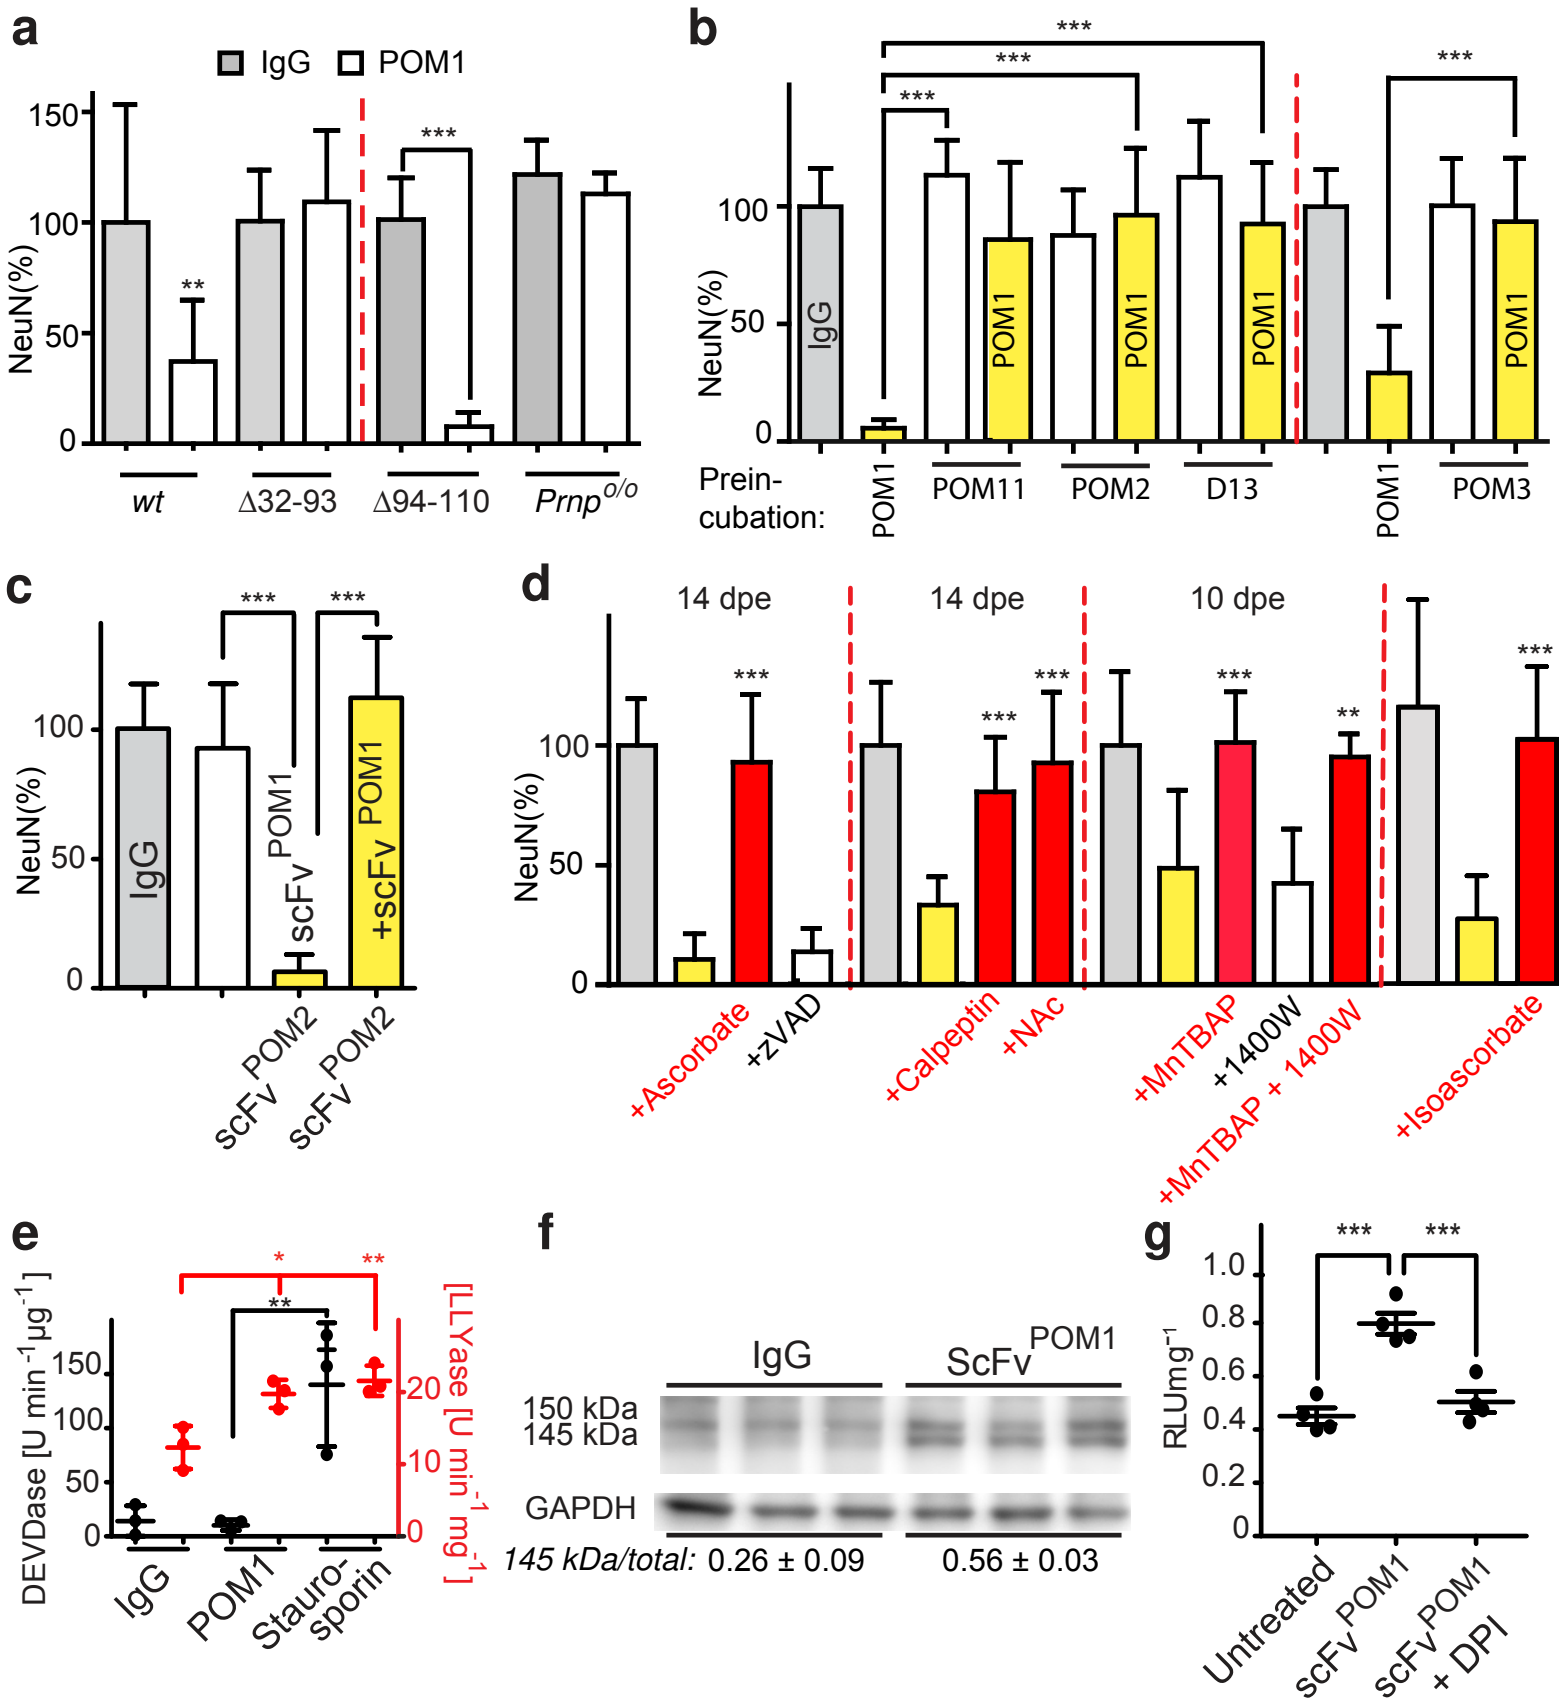 a
IgG POM1
NeuN(%)
150
100
50
0
**
***
wt Δ32-93 Δ94-110 Prnp^o/o
b
***
***
***
***
NeuN(%)
100
50
0
IgG
POM1
POM1
POM1
POM1
Prein-
cubation:
POM1
POM11
POM2
D13
POM1
POM3
c
*** ***
NeuN(%)
100
50
0
IgG
scFv^POM1
+scFv^POM1
scFv^POM2
scFv^POM2
d
14 dpe 14 dpe 10 dpe
NeuN(%)
100
50
0
***
***
***
***
**
***
+Ascorbate
+zVAD
+Calpeptin
+NAc
+MnTBAP
+1400W
+MnTBAP + 1400W
+Isoascorbate
e
DEVDase [U min^-1 µg^-1]
150
100
50
0
* **
**
[LLYase [U min^-1 mg^-1]
20
10
0
IgG
POM1
Stauro-
sporin
f
IgG ScFv^POM1
150 kDa
145 kDa
GAPDH
145 kDa/total: 0.26 ± 0.09 0.56 ± 0.03
g
*** ***
RLUmg^-1
1.0
0.8
0.6
0.4
0.2
0
Untreated
scFv^POM1
scFv^POM1
+ DPI